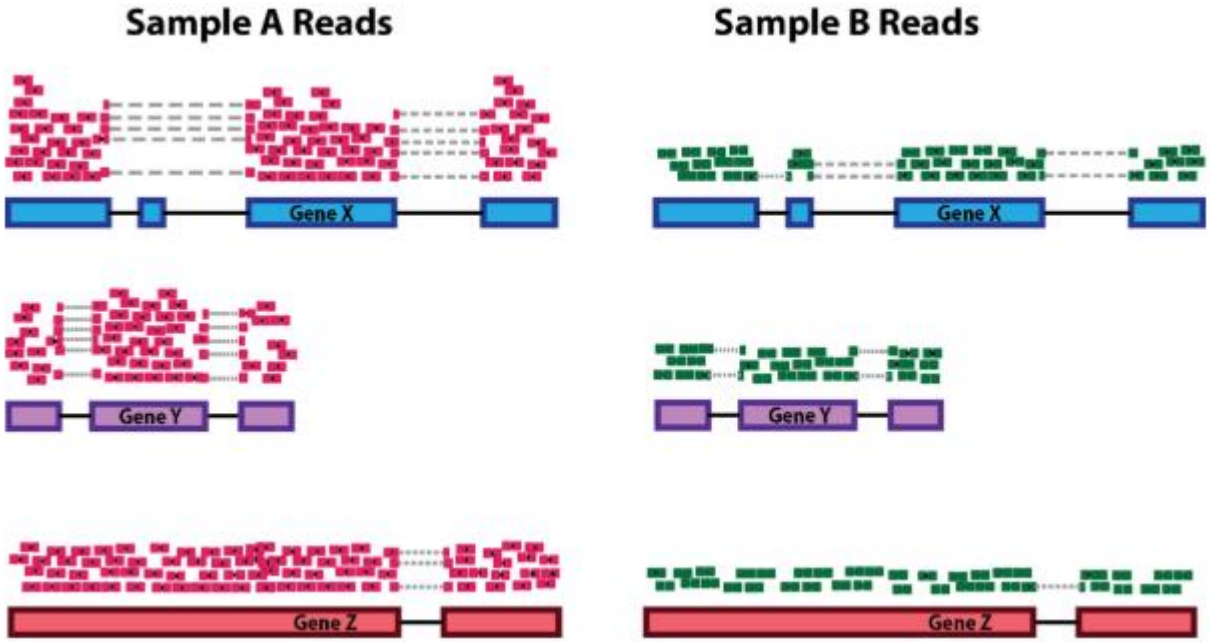 Sample A Reads
Sample B Reads
Gene X
Gene X
Gene Y
Gene Y
Gene Z
Gene Z